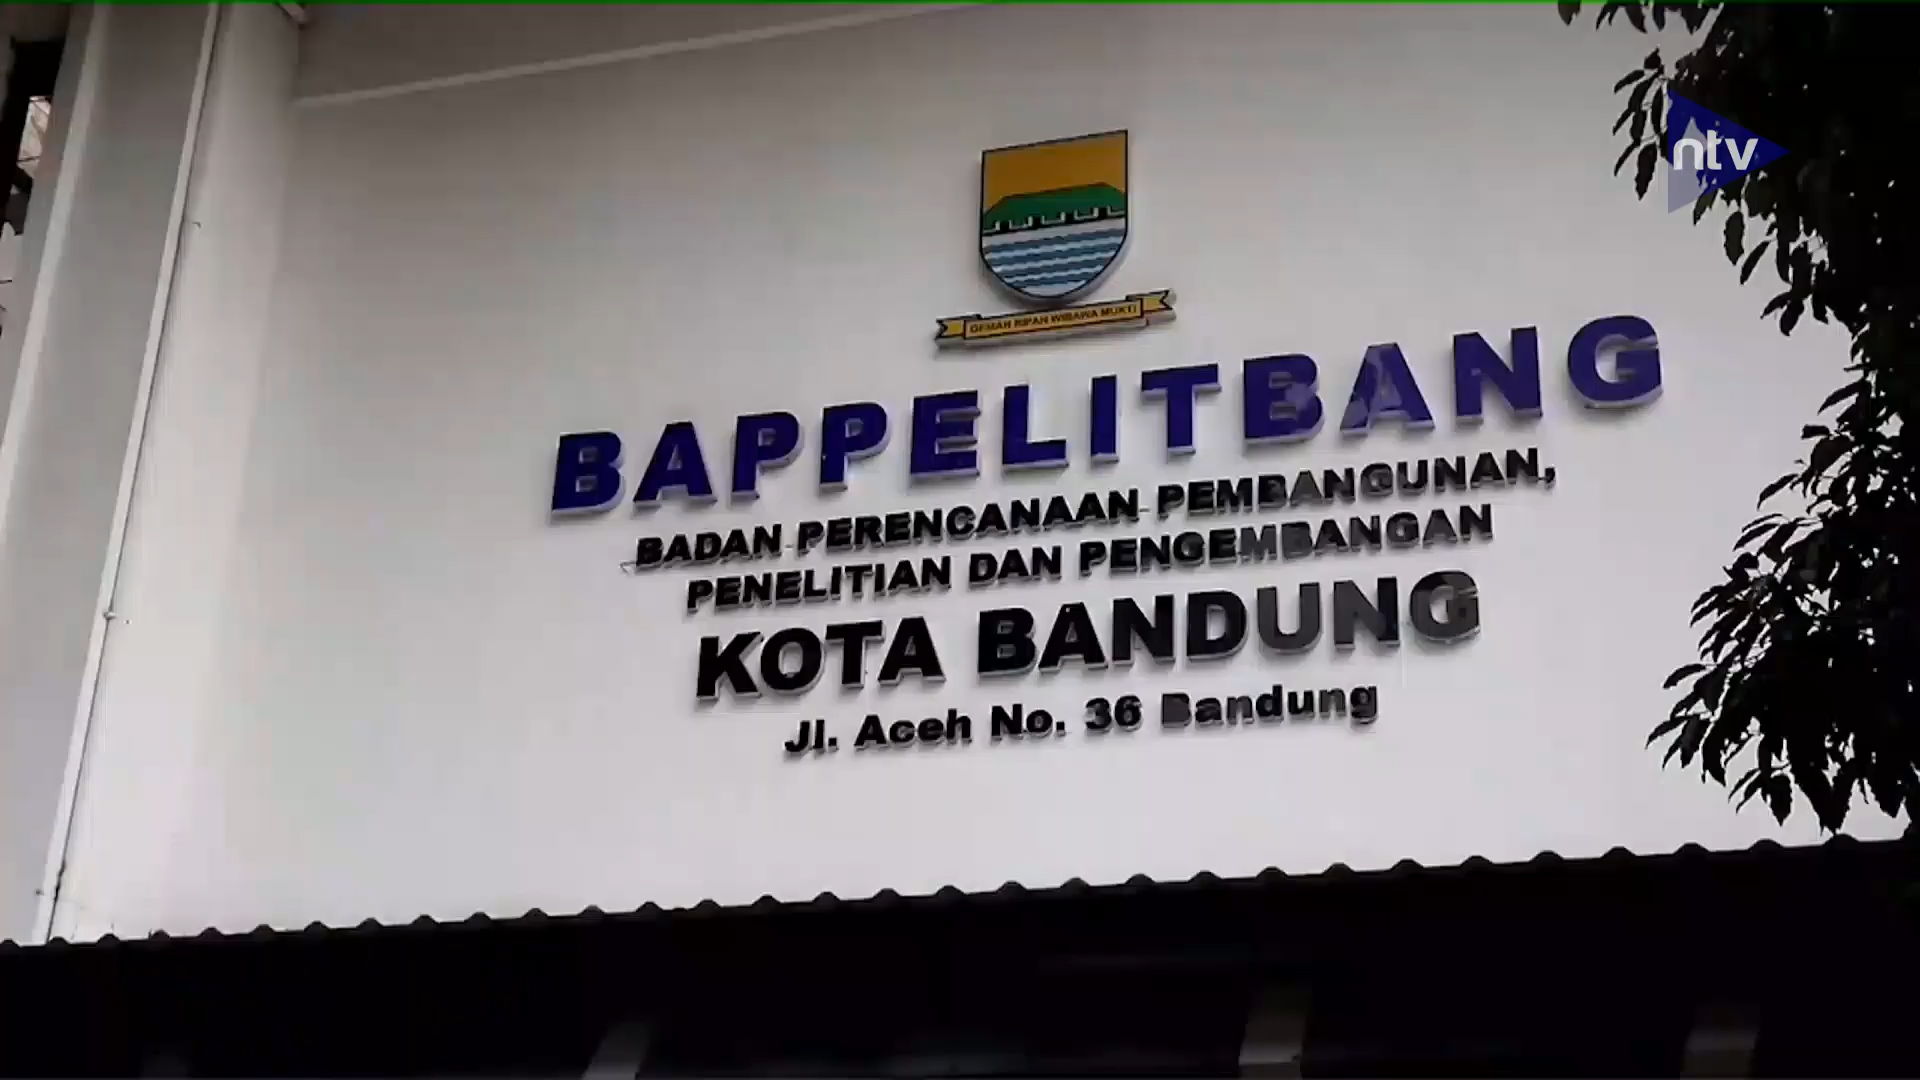 ntv
GEMAH RIPAH WIBAWA MUKTI
BAPPELITBANG
BADAN PERENCANAAN PEMBANGUNAN,
PENELITIAN DAN PENGEMBANGAN
KOTA BANDUNG
Jl. Aceh No. 36 Bandung